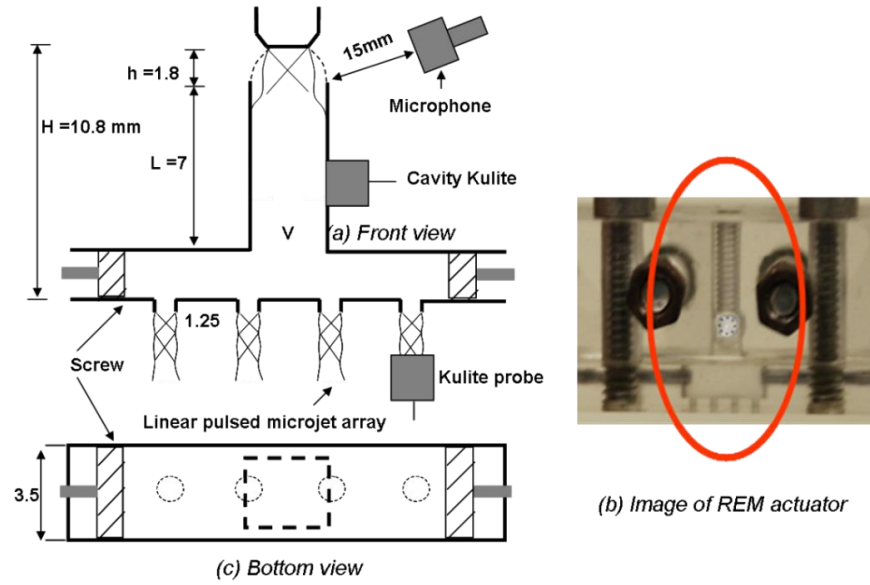 15mm
h =1.8
Microphone
H =10.8 mm
L =7
Cavity Kulite
V
(a) Front view
1.25
Screw
Kulite probe
Linear pulsed microjet array
3.5
(b) Image of REM actuator
(c) Bottom view